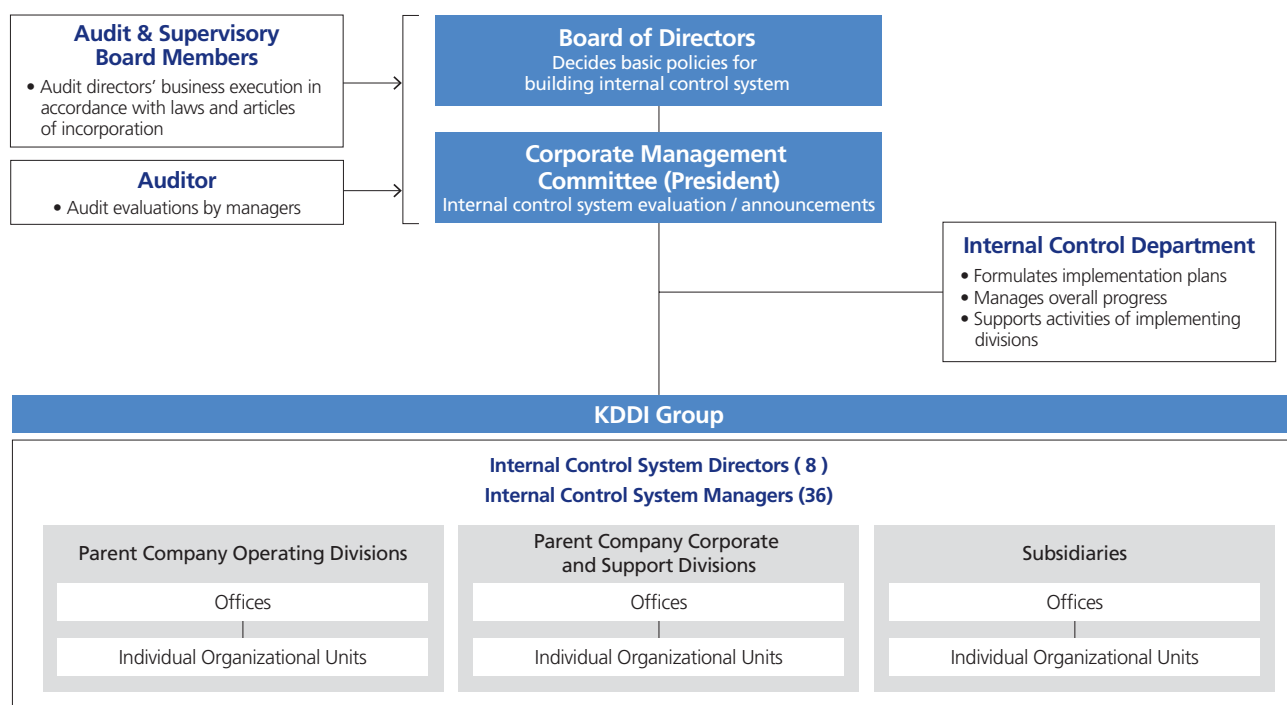 Audit & Supervisory
Board Members
• Audit directors' business execution in
accordance with laws and articles
of incorporation
Auditor
• Audit evaluations by managers
Board of Directors
Decides basic policies for
building internal control system
Corporate Management
Committee (President)
Internal control system evaluation / announcements
Internal Control Department
• Formulates implementation plans
• Manages overall progress
• Supports activities of implementing
divisions
KDDI Group
Internal Control System Directors ( 8 )
Internal Control System Managers (36)
Parent Company Operating Divisions
Offices
Individual Organizational Units
Parent Company Corporate
and Support Divisions
Offices
Individual Organizational Units
Subsidiaries
Offices
Individual Organizational Units